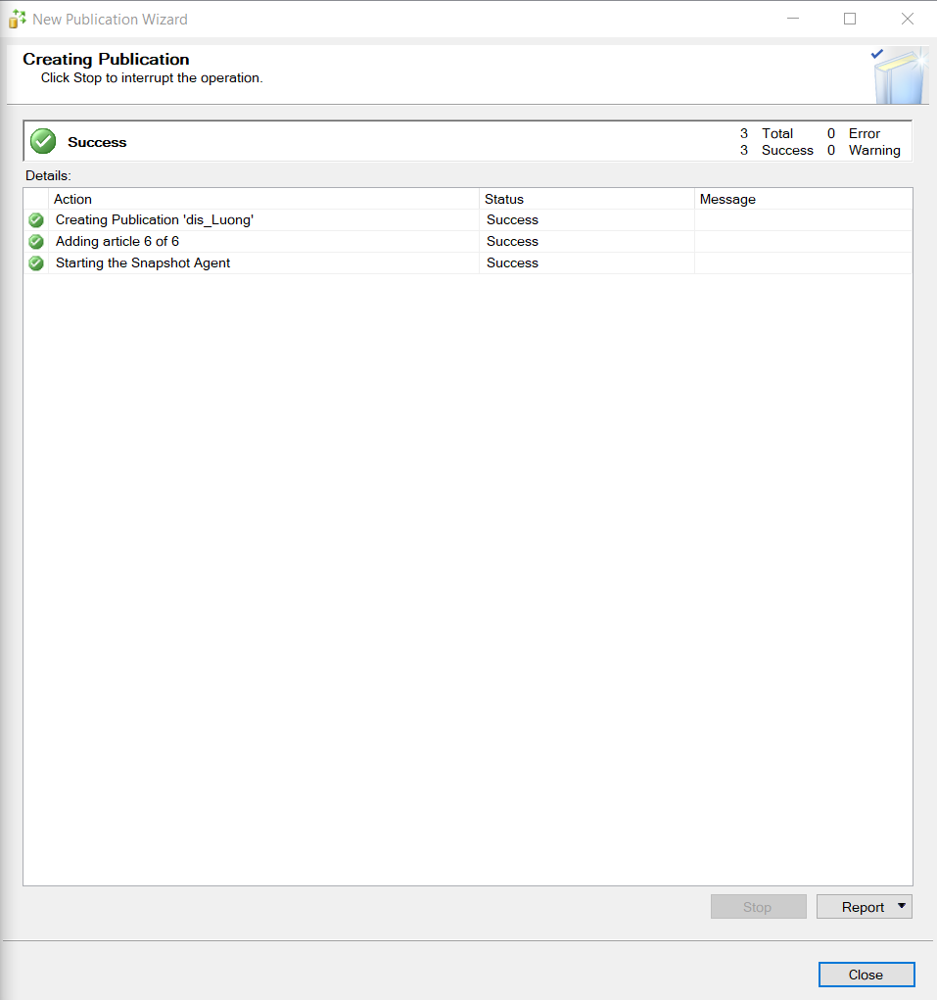 New Publication Wizard
Creating Publication
Click Stop to interrupt the operation.
Success
3 Total 0 Error
3 Success 0 Warning
Details:
Action Status Message
Creating Publication 'dis_Luong' Success
Adding article 6 of 6 Success
Starting the Snapshot Agent Success
Stop Report
Close